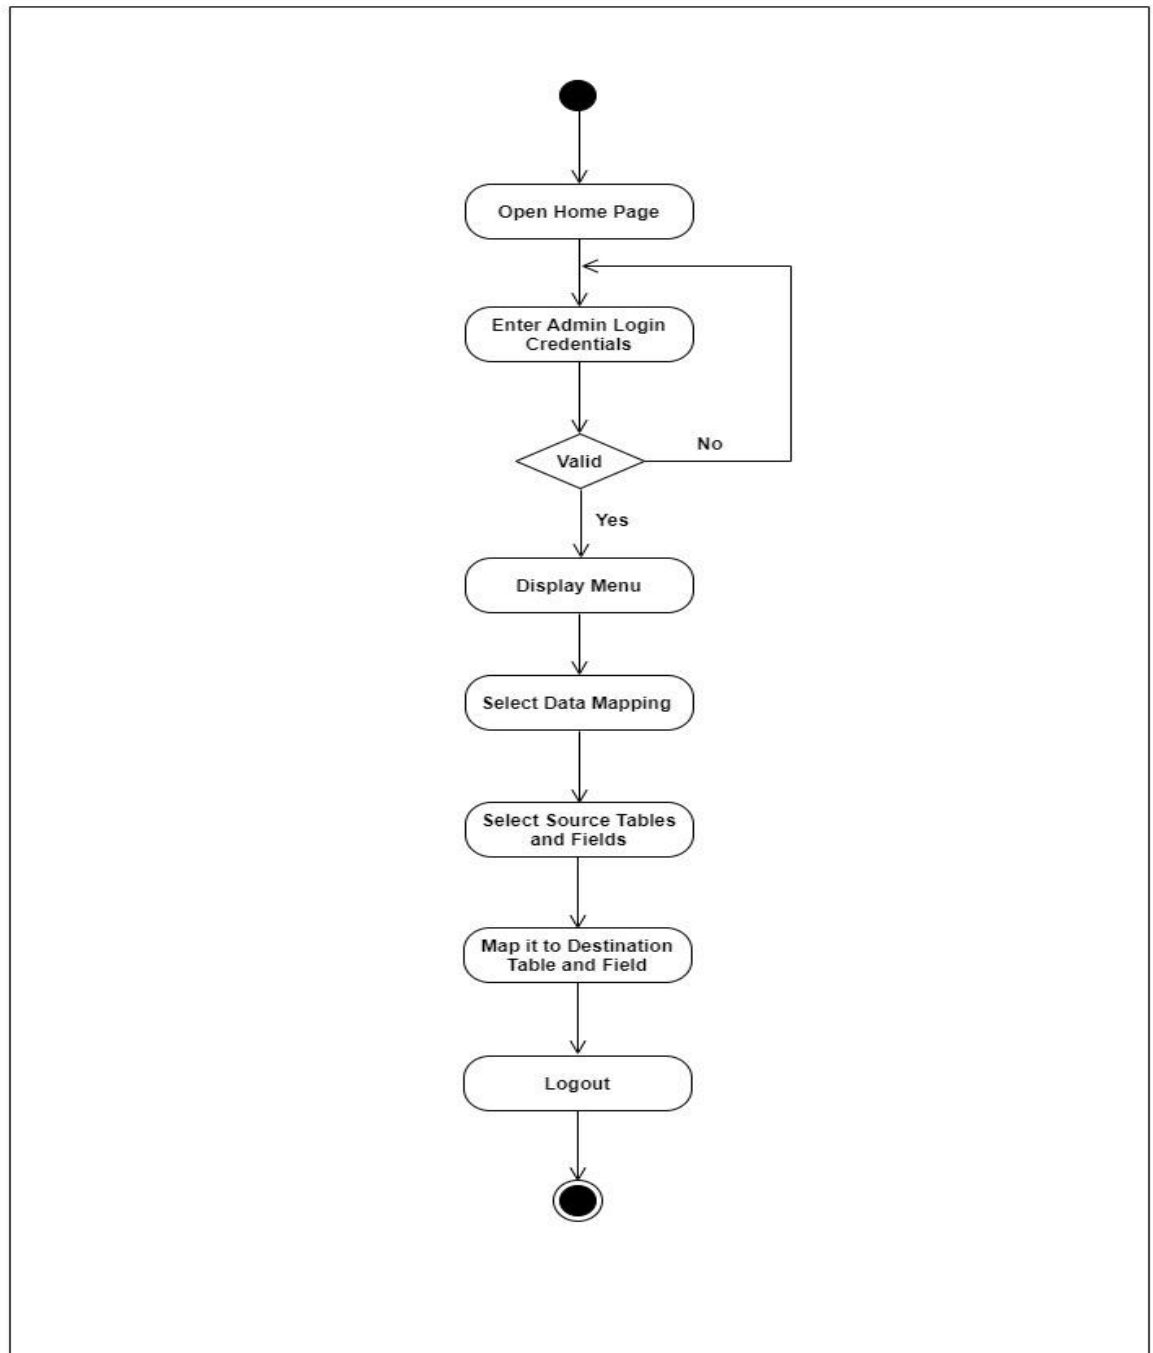 Open Home Page
Enter Admin Login
Credentials
No
Valid
Yes
Display Menu
Select Data Mapping
Select Source Tables
and Fields
Map it to Destination
Table and Field
Logout